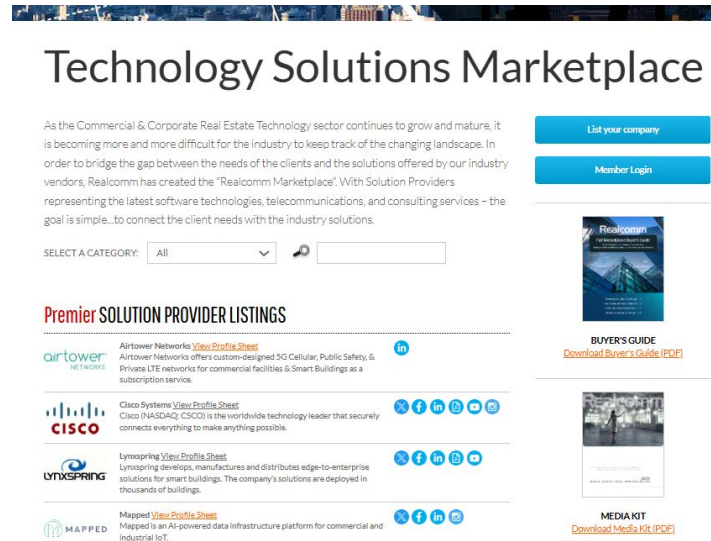 Technology Solutions Marketplace
As the Commercial & Corporate Real Estate Technology sector continues to grow and mature, it
is becoming more and more difficult for the industry to keep track of the changing landscape. In
order to bridge the gap between the needs of the clients and the solutions offered by our industry
vendors, Realcomm has created the "Realcomm Marketplace". With Solution Providers
representing the latest software technologies, telecommunications, and consulting services – the
goal is simple...to connect the client needs with the industry solutions.
SELECT A CATEGORY: All
List your company
Member Login
Realcomm
BUYER'S GUIDE
Download Buyer's Guide (PDF)
Realcomm
MEDIA KIT
Download Media Kit (PDF)
Premier SOLUTION PROVIDER LISTINGS
airtower
NETWORKS
Airtower Networks View Profile Sheet
Airtower Networks offers custom-designed 5G Cellular, Public Safety, &
Private LTE networks for commercial facilities & Smart Buildings as a
subscription service.
CISCO
Cisco Systems View Profile Sheet
Cisco (NASDAQ: CSCO) is the worldwide technology leader that securely
connects everything to make anything possible.
LYNXSPRING
Lynxspring View Profile Sheet
Lynxspring develops, manufactures and distributes edge-to-enterprise
solutions for smart buildings. The company's solutions are deployed in
thousands of buildings.
MAPPED
Mapped View Profile Sheet
Mapped is an AI-powered data infrastructure platform for commercial and
industrial IoT.